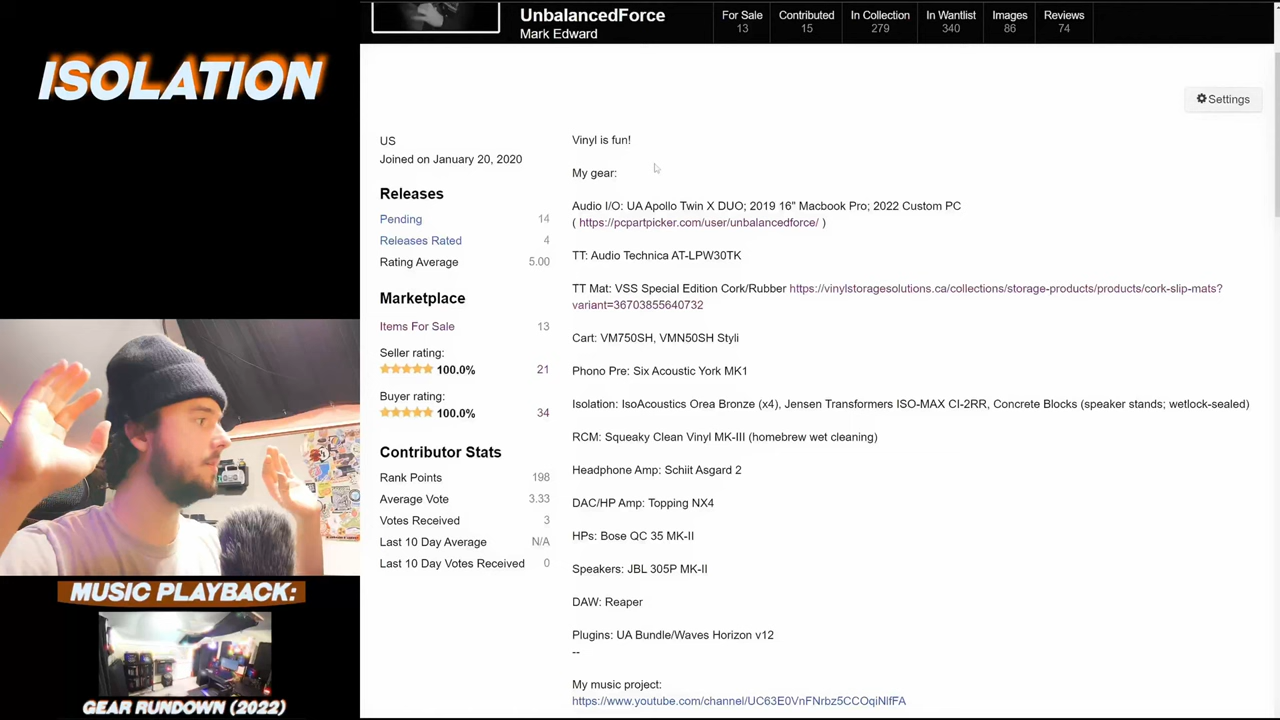 ISOLATION
UnbalancedForce
Mark Edward
For Sale
13
Contributed
15
In Collection
279
In Wantlist
340
Images
86
Reviews
74
Settings
US
Joined on January 20, 2020
Releases
Pending 14
Releases Rated 4
Rating Average 5.00
Marketplace
Items For Sale 13
Seller rating:
100.0% 21
Buyer rating:
100.0% 34
Contributor Stats
Rank Points 198
Average Vote 3.33
Votes Received 3
Last 10 Day Average N/A
Last 10 Day Votes Received 0
Vinyl is fun!
My gear:
Audio I/O: UA Apollo Twin X DUO; 2019 16" Macbook Pro; 2022 Custom PC
( https://pcpartpicker.com/user/unbalancedforce/ )
TT: Audio Technica AT-LPW30TK
TT Mat: VSS Special Edition Cork/Rubber https://vinylstoragesolutions.ca/collections/storage-products/products/cork-slip-mats?
variant=36703855640732
Cart: VM750SH, VMN50SH Styli
Phono Pre: Six Acoustic York MK1
Isolation: IsoAcoustics Orea Bronze (x4), Jensen Transformers ISO-MAX CI-2RR, Concrete Blocks (speaker stands; wetlock-sealed)
RCM: Squeaky Clean Vinyl MK-III (homebrew wet cleaning)
Headphone Amp: Schiit Asgard 2
DAC/HP Amp: Topping NX4
HPs: Bose QC 35 MK-II
Speakers: JBL 305P MK-II
DAW: Reaper
Plugins: UA Bundle/Waves Horizon v12
--
My music project:
https://www.youtube.com/channel/UC63E0VnFNrbz5CCOqiNlfFA
MUSIC PLAYBACK:
GEAR RUNDOWN (2022)